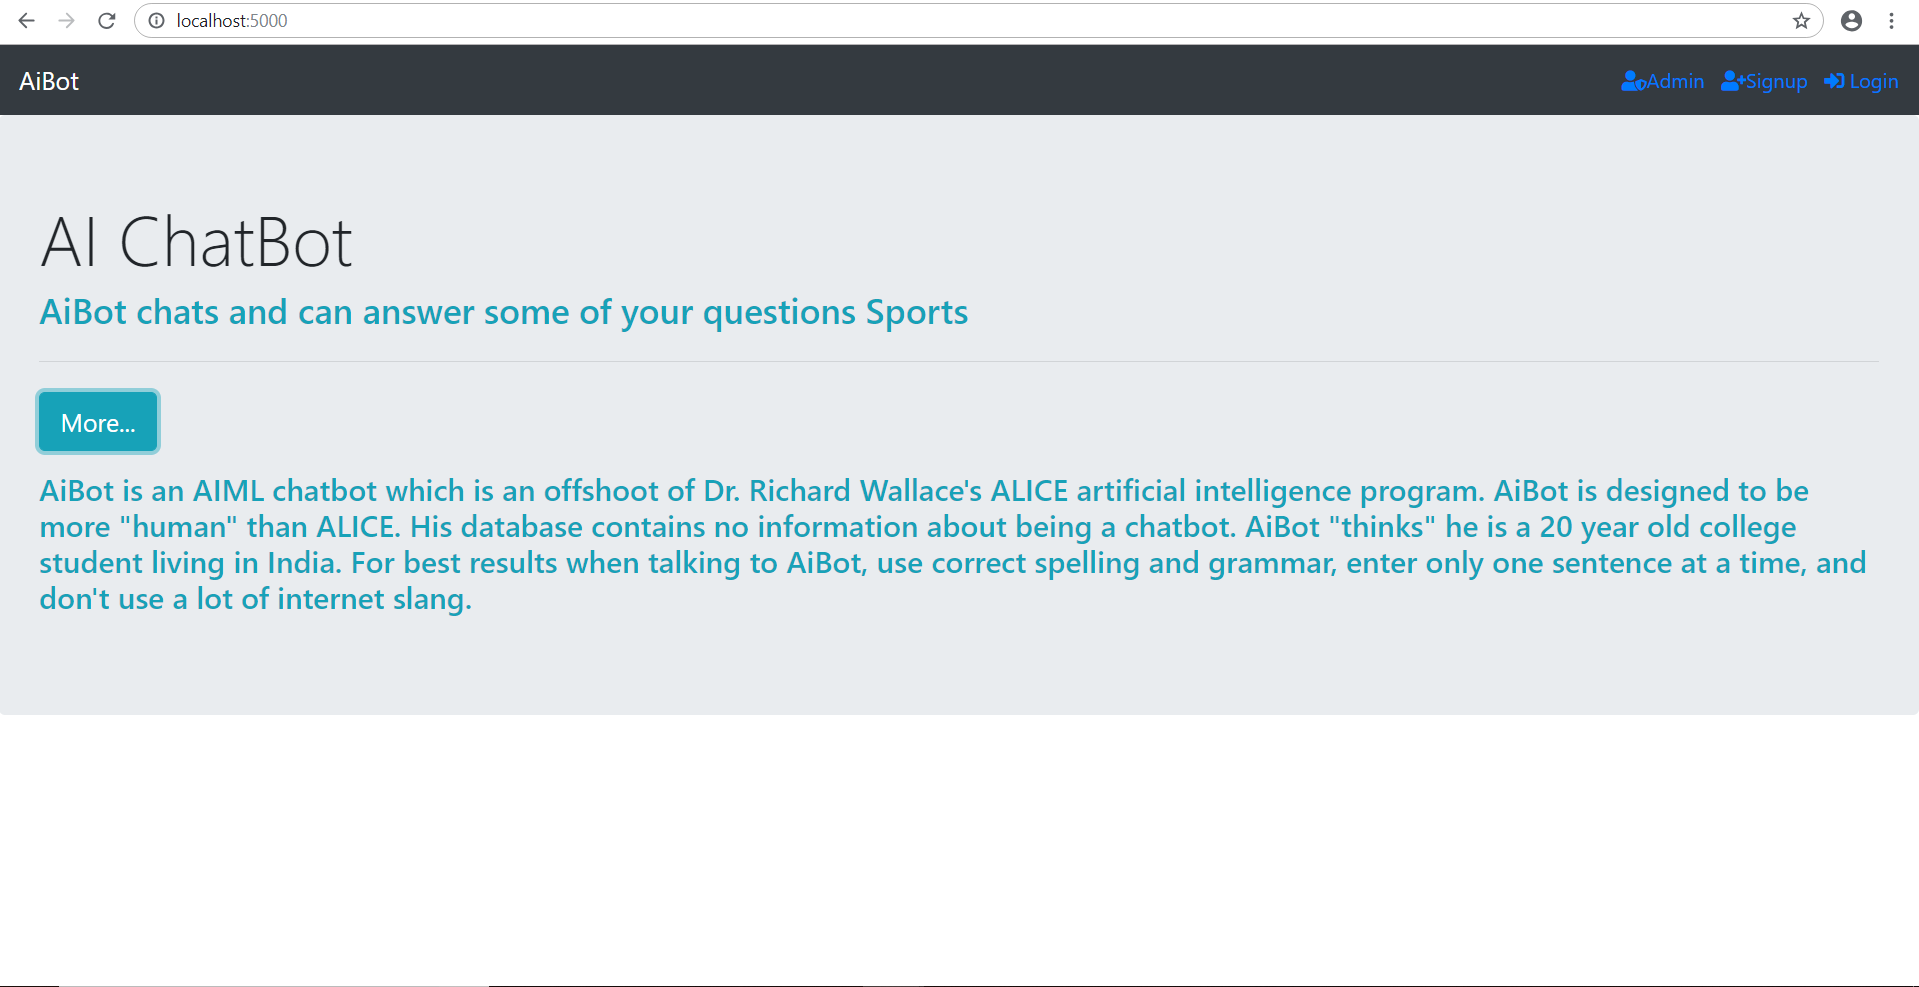 localhost:5000
AiBot
Admin Signup Login
AI ChatBot
AiBot chats and can answer some of your questions Sports
More...
AiBot is an AIML chatbot which is an offshoot of Dr. Richard Wallace's ALICE artificial intelligence program. AiBot is designed to be
more "human" than ALICE. His database contains no information about being a chatbot. AiBot "thinks" he is a 20 year old college
student living in India. For best results when talking to AiBot, use correct spelling and grammar, enter only one sentence at a time, and
don't use a lot of internet slang.